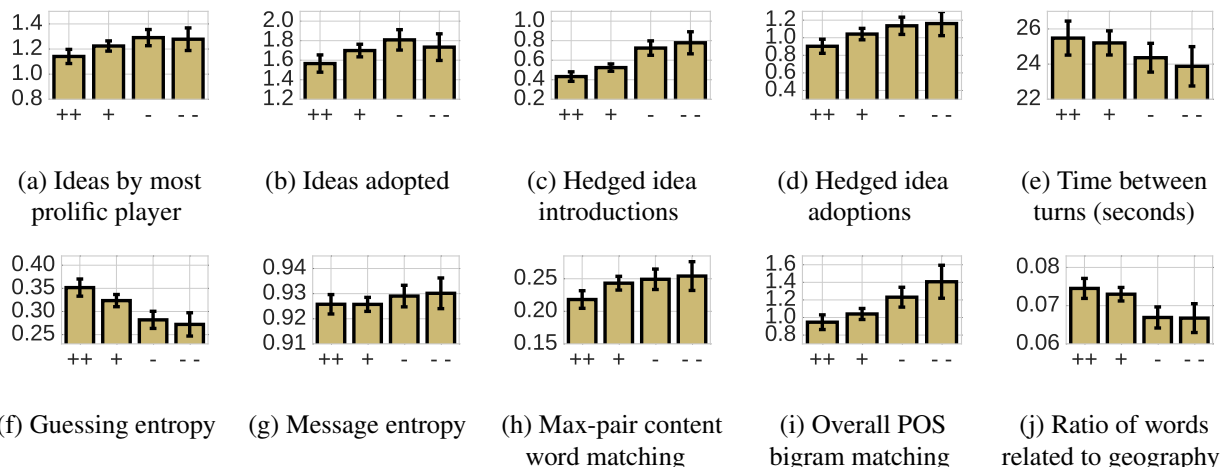 1.4
1.2
1.0
0.8
++ + - - -
(a) Ideas by most
prolific player
2.0
1.8
1.6
1.4
1.2
++ + - - -
(b) Ideas adopted
1.0
0.8
0.6
0.4
0.2
++ + - - -
(c) Hedged idea
introductions
1.2
1.0
0.8
0.6
0.4
++ + - - -
(d) Hedged idea
adoptions
26
24
22
++ + - - -
(e) Time between
turns (seconds)
0.40
0.35
0.30
0.25
++ + - - -
(f) Guessing entropy
0.94
0.93
0.92
0.91
++ + - - -
(g) Message entropy
0.25
0.20
0.15
++ + - - -
(h) Max-pair content
word matching
1.6
1.4
1.2
1.0
0.8
++ + - - -
(i) Overall POS
bigram matching
0.08
0.07
0.06
++ + - - -
(j) Ratio of words
related to geography